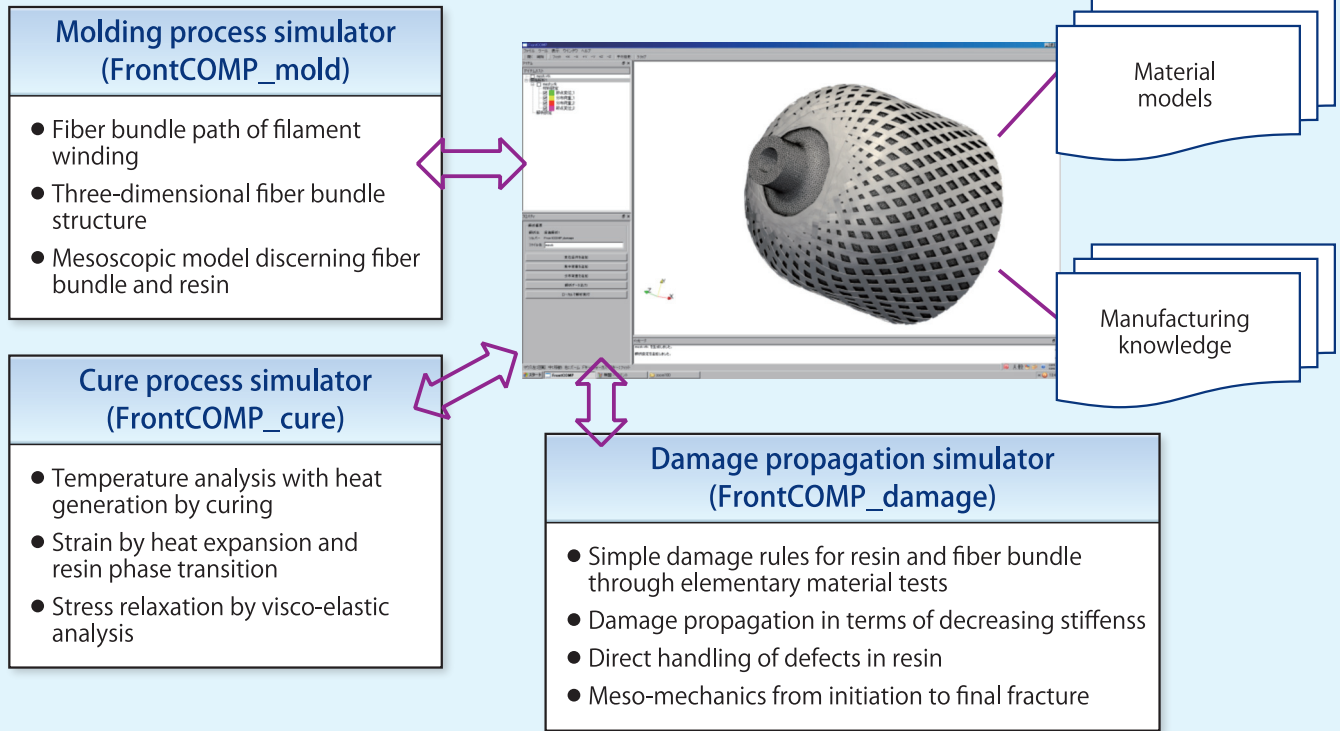 Molding process simulator
(FrontCOMP_mold)
● Fiber bundle path of filament
winding
● Three-dimensional fiber bundle
structure
● Mesoscopic model discerning fiber
bundle and resin
Material
models
Manufacturing
knowledge
Cure process simulator
(FrontCOMP_cure)
● Temperature analysis with heat
generation by curing
● Strain by heat expansion and
resin phase transition
● Stress relaxation by visco-elastic
analysis
Damage propagation simulator
(FrontCOMP_damage)
● Simple damage rules for resin and fiber bundle
through elementary material tests
● Damage propagation in terms of decreasing stiffenss
● Direct handling of defects in resin
● Meso-mechanics from initiation to final fracture